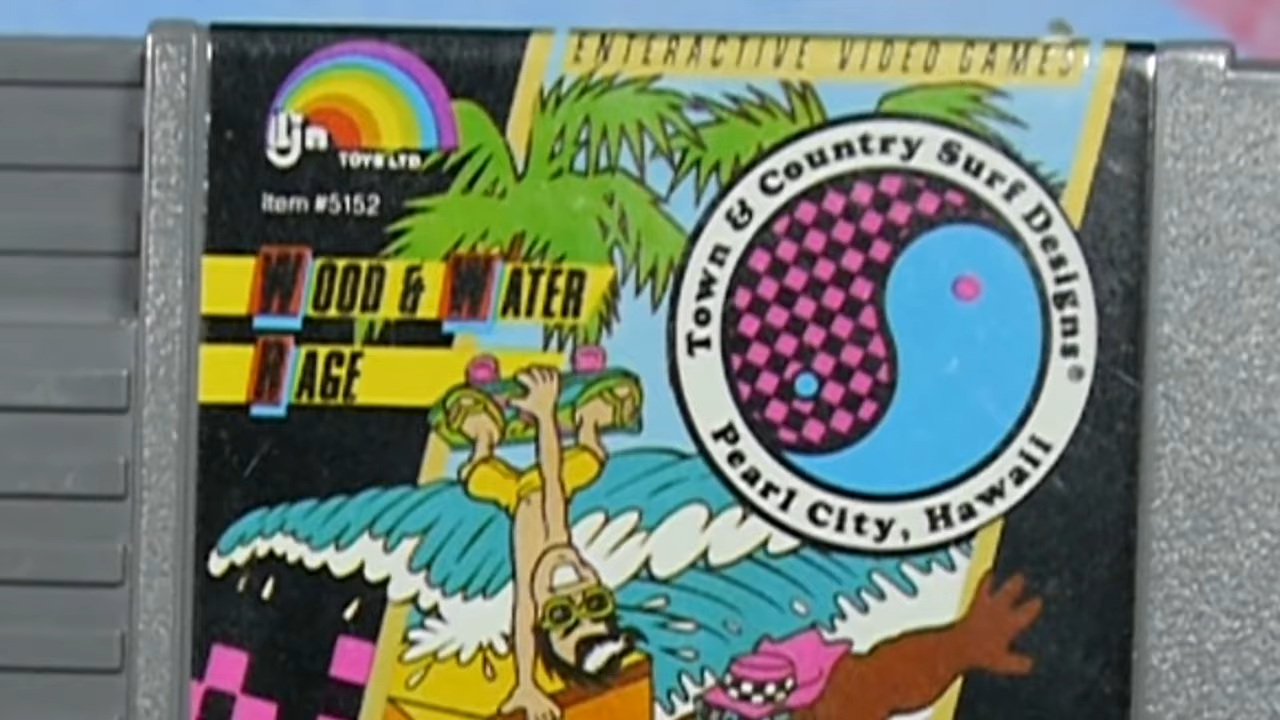 ENTERACTIVE VIDEO GAMES
ljn
TOYS LTD.
Item #5152
WOOD & WATER
RAGE
Town & Country Surf Designs®
Pearl City, Hawaii